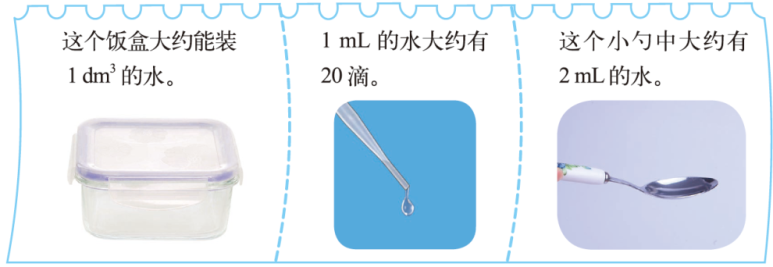 这个饭盒大约能装
1 dm³ 的水。
1 mL 的水大约有
20 滴。
这个小勺中大约有
2 mL 的水。